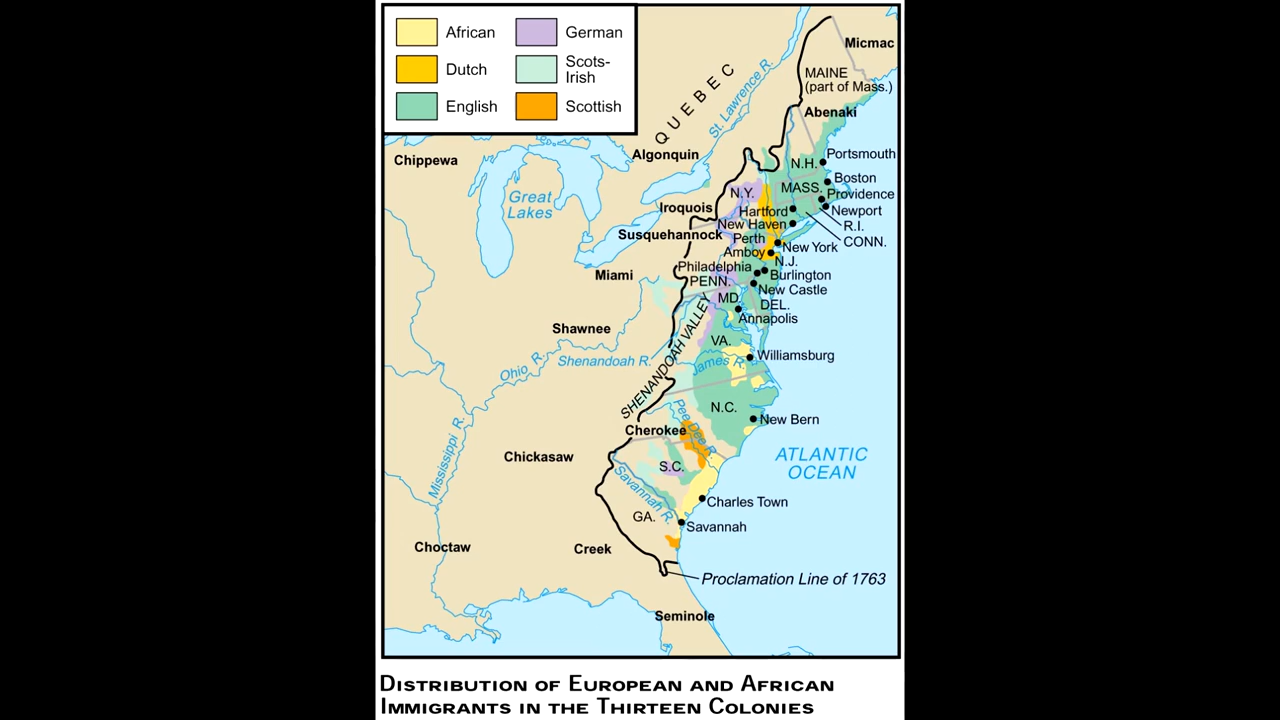 African
German
Dutch
Scots-
Irish
English
Scottish
Micmac
MAINE
(part of Mass.)
QUEBEC
St. Lawrence R.
Abenaki
Chippewa
Algonquin
N.H.
Portsmouth
Great
Lakes
N.Y.
MASS.
Boston
Providence
Iroquois
Hartford
Newport
New Haven
R.I.
Susquehannock
Perth
Amboy
CONN.
New York
N.J.
Miami
Philadelphia
Burlington
PENN.
New Castle
MD.
DEL.
Annapolis
Shawnee
SHENANDOAH VALLEY
VA.
Ohio R.
Shenandoah R.
James R.
Williamsburg
N.C.
New Bern
Pee Dee R.
Cherokee
Mississippi R.
Chickasaw
S.C.
ATLANTIC
OCEAN
Savannah R.
Charles Town
GA.
Savannah
Choctaw
Creek
Proclamation Line of 1763
Seminole
Distribution of European and African
Immigrants in the Thirteen Colonies